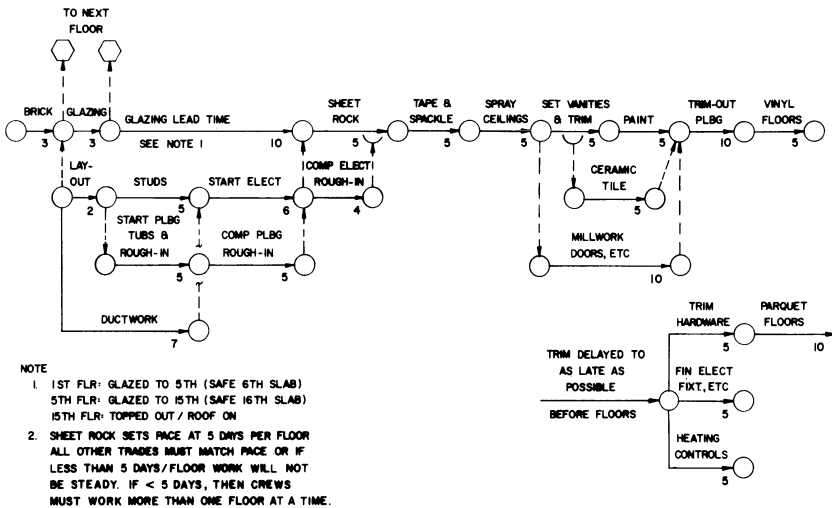 TO NEXT
FLOOR
BRICK
GLAZING
GLAZING LEAD TIME
SHEET
ROCK
TAPE &
SPACKLE
SPRAY
CEILINGS
SET VANITIES
& TRIM
PAINT
TRIM-OUT
PLBG
VINYL
FLOORS
3
3
SEE NOTE 1
10
5
5
5
5
5
10
5
LAY-
OUT
STUDS
START ELECT
COMP ELECT
ROUGH-IN
CERAMIC
TILE
2
5
6
4
5
START PLBG
TUBS &
ROUGH-IN
COMP PLBG
ROUGH-IN
MILLWORK
DOORS, ETC
5
5
10
DUCTWORK
7
TRIM
HARDWARE
PARQUET
FLOORS
5
10
TRIM DELAYED TO
AS LATE AS
POSSIBLE
BEFORE FLOORS
FIN ELECT
FIXT, ETC
5
HEATING
CONTROLS
5
NOTE
1. 1ST FLR: GLAZED TO 5TH (SAFE 6TH SLAB)
5TH FLR: GLAZED TO 15TH (SAFE 16TH SLAB)
15TH FLR: TOPPED OUT / ROOF ON
2. SHEET ROCK SETS PACE AT 5 DAYS PER FLOOR
ALL OTHER TRADES MUST MATCH PACE OR IF
LESS THAN 5 DAYS/FLOOR WORK WILL NOT
BE STEADY. IF < 5 DAYS, THEN CREWS
MUST WORK MORE THAN ONE FLOOR AT A TIME.